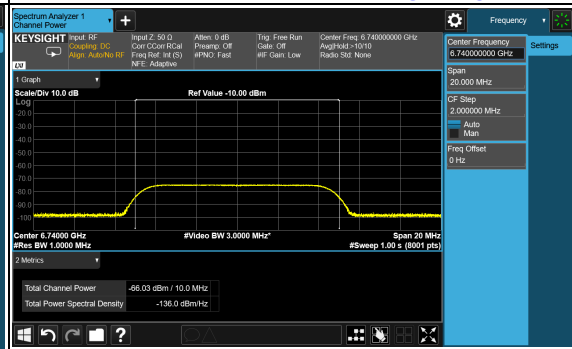 Spectrum Analyzer 1
Channel Power
Frequency
KEYSIGHT
Input: RF
Coupling: DC
Align: Auto/No RF
Input Z: 50 Ω
Corr CCorr RCal
Freq Ref: Int (S)
NFE: Adaptive
Atten: 0 dB
Preamp: Off
#PNO: Fast
Trig: Free Run
Gate: Off
#IF Gain: Low
Center Freq: 6.740000000 GHz
Avg|Hold:>10/10
Radio Std: None
LXI
Center Frequency
6.740000000 GHz
Settings
Span
20.000 MHz
CF Step
2.000000 MHz
Auto
Man
Freq Offset
0 Hz
1 Graph
Scale/Div 10.0 dB
Ref Value -10.00 dBm
Log
-20.0
-30.0
-40.0
-50.0
-60.0
-70.0
-80.0
-90.0
-100
Center 6.74000 GHz
#Video BW 3.0000 MHz*
Span 20 MHz
#Res BW 1.0000 MHz
#Sweep 1.00 s (8001 pts)
2 Metrics
Total Channel Power
-66.03 dBm / 10.0 MHz
Total Power Spectral Density
-136.0 dBm/Hz
?